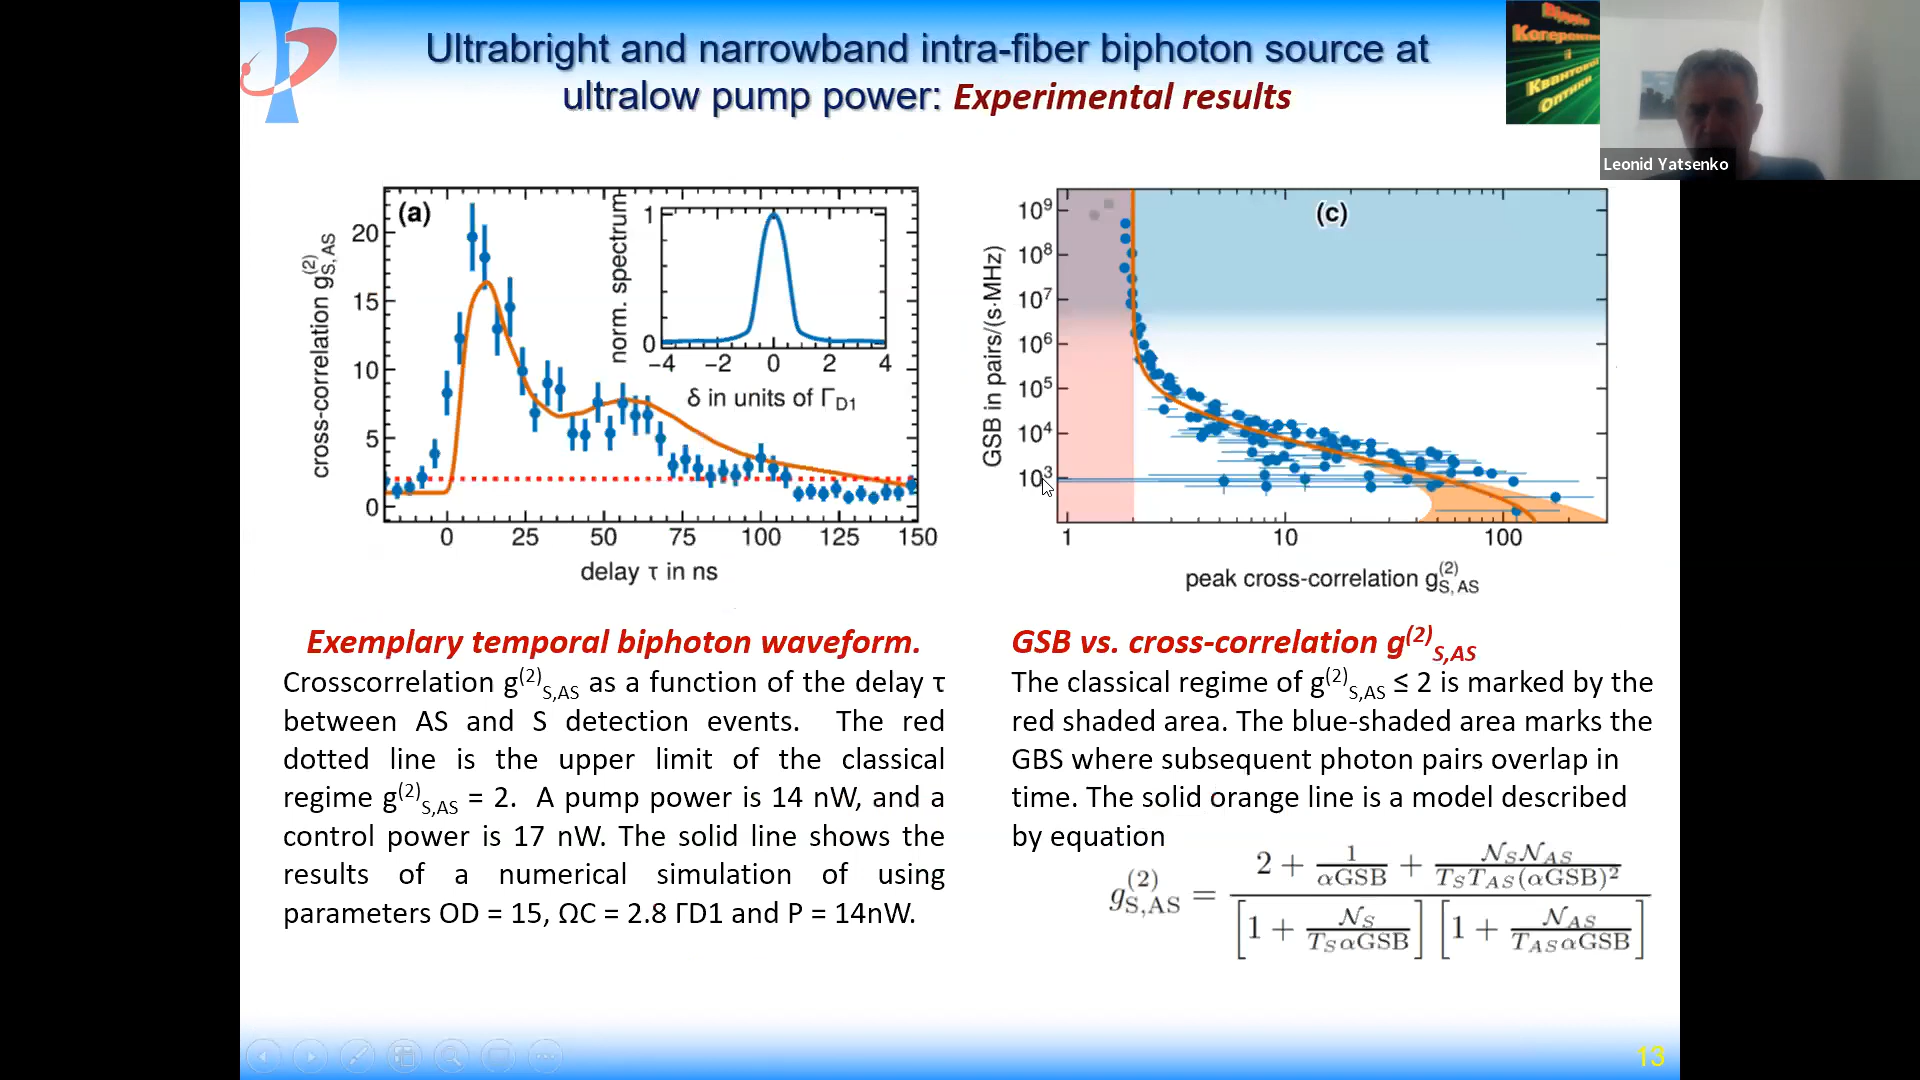 Ultrabright and narrowband intra-fiber biphoton source at
ultralow pump power: Experimental results
Відділ
Когерентної
і
Квантової
Оптики
Leonid Yatsenko
(a)
cross-correlation g(2)S,AS
20
15
10
5
0
0 25 50 75 100 125 150
delay τ in ns
norm. spectrum
1
0
−4 −2 0 2 4
δ in units of ΓD1
(c)
GSB in pairs/(s·MHz)
10^9
10^8
10^7
10^6
10^5
10^4
10^3
1 10 100
peak cross-correlation g(2)S,AS
Exemplary temporal biphoton waveform.
Crosscorrelation g(2)S,AS as a function of the delay τ
between AS and S detection events. The red
dotted line is the upper limit of the classical
regime g(2)S,AS = 2. A pump power is 14 nW, and a
control power is 17 nW. The solid line shows the
results of a numerical simulation of using
parameters OD = 15, ΩC = 2.8 ΓD1 and P = 14nW.
GSB vs. cross-correlation g(2)S,AS
The classical regime of g(2)S,AS ≤ 2 is marked by the
red shaded area. The blue-shaded area marks the
GBS where subsequent photon pairs overlap in
time. The solid orange line is a model described
by equation
g(2)S,AS = (2 + 1/(αGSB) + NSNAS/(TSTAS(αGSB)^2)) / ([1 + NS/(TSαGSB)] [1 + NAS/(TASαGSB)])
13